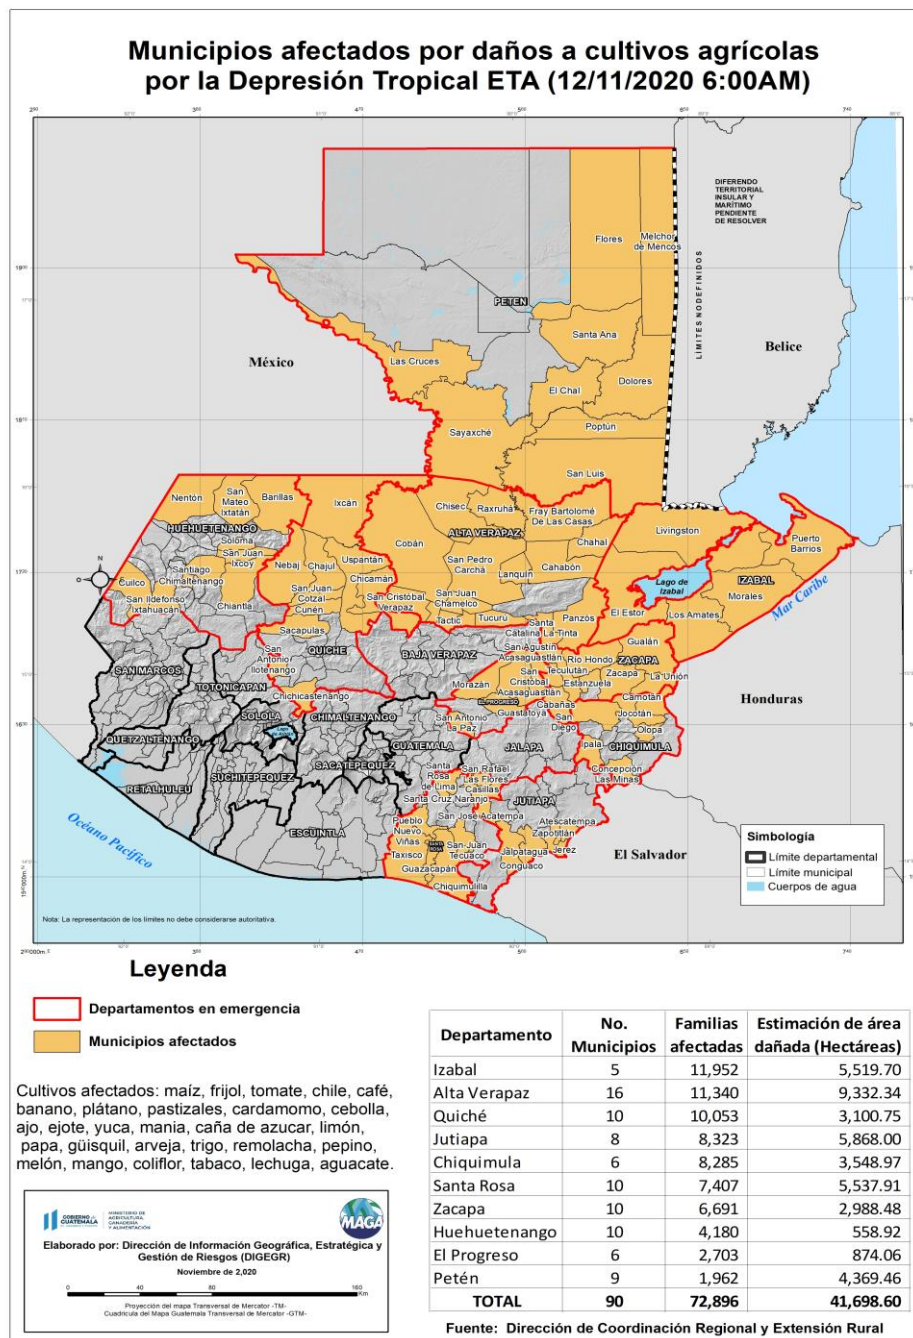 Municipios afectados por daños a cultivos agrícolas
por la Depresión Tropical ETA (12/11/2020 6:00AM)
DIFERENDO
TERRITORIAL
INSULAR Y
MARÍTIMO
PENDIENTE
DE RESOLVER
Flores
Melchor
de Mencos
LÍMITES NO DEFINIDOS
PETEN
Santa Ana
México
Belice
Las Cruces
El Chal
Dolores
Sayaxché
Poptún
San Luis
Nentón
San
Mateo
Ixtatán
Barillas
Ixcán
Chisec
Raxruhá
Fray Bartolomé
De Las Casas
Livingston
Puerto
Barrios
HUEHUETENANGO
Soloma
San Juan
Ixcoy
Cobán
ALTA VERAPAZ
Chahal
Nebaj
Chajul
Uspantán
San Pedro
Carchá
Lanquín
Cahabón
Lago de
Izabal
IZABAL
Morales
Mar Caribe
Cuilco
Santiago
Chimaltenango
Chicamán
San Ildefonso
Ixtahuacán
Chiantla
San Juan
Cotzal
Cunén
San Cristóbal
Verapaz
San Juan
Chamelco
Tactic
Tucurú
Santa
Catalina La Tinta
Panzós
El Estor
Los Amates
Sacapulas
San
Antonio
Ilotenango
QUICHE
BAJA VERAPAZ
San Agustín
Acasaguastlán
Teculután
Río Hondo
Gualán
ZACAPA
Zacapa
La Unión
Estanzuela
SAN MARCOS
TOTONICAPAN
Chichicastenango
Morazán
San
Cristóbal
Acasaguastlán
EL PROGRESO
Cabañas
Camotán
Honduras
SOLOLA
CHIMALTENANGO
San Antonio
La Paz
Guastatoya
San
Diego
Jocotán
Olopa
QUETZALTENANGO
GUATEMALA
JALAPA
Ipala
CHIQUIMULA
SUCHITEPEQUEZ
SACATEPEQUEZ
Santa
Rosa
de Lima
San Rafael
Las Flores
Casillas
Concepción
Las Minas
RETALHULEU
Santa Cruz Naranjo
JUTIAPA
ESCUINTLA
Pueblo
Nuevo
Viñas
San Jose Acatempa
Atescatempa
Zapotitlán
Océano Pacífico
Taxisco
SANTA
ROSA
San Juan
Tecuaco
Jalpatagua
Jerez
Conguaco
El Salvador
Guazacapán
Chiquimulilla
Simbología
Límite departamental
Límite municipal
Cuerpos de agua
Nota: La representación de los límites no debe considerarse autoritativa.
Leyenda
Departamentos en emergencia
Municipios afectados
Cultivos afectados: maíz, frijol, tomate, chile, café,
banano, plátano, pastizales, cardamomo, cebolla,
ajo, ejote, yuca, mania, caña de azucar, limón,
papa, güisquil, arveja, trigo, remolacha, pepino,
melón, mango, coliflor, tabaco, lechuga, aguacate.
GOBIERNO de
GUATEMALA
MINISTERIO DE
AGRICULTURA,
GANADERÍA
Y ALIMENTACIÓN
MAGA
Elaborado por: Dirección de Información Geográfica, Estratégica y
Gestión de Riesgos (DIGEGR)
Noviembre de 2,020
0 40 80 160
Km
Proyección del mapa Transversal de Mercator -TM-
Cuadrícula del Mapa Guatemala Transversal de Mercator -GTM-
Departamento No. Municipios Familias afectadas Estimación de área dañada (Hectáreas)
Izabal 5 11,952 5,519.70
Alta Verapaz 16 11,340 9,332.34
Quiché 10 10,053 3,100.75
Jutiapa 8 8,323 5,868.00
Chiquimula 6 8,285 3,548.97
Santa Rosa 10 7,407 5,537.91
Zacapa 10 6,691 2,988.48
Huehuetenango 10 4,180 558.92
El Progreso 6 2,703 874.06
Petén 9 1,962 4,369.46
TOTAL 90 72,896 41,698.60
Fuente: Dirección de Coordinación Regional y Extensión Rural